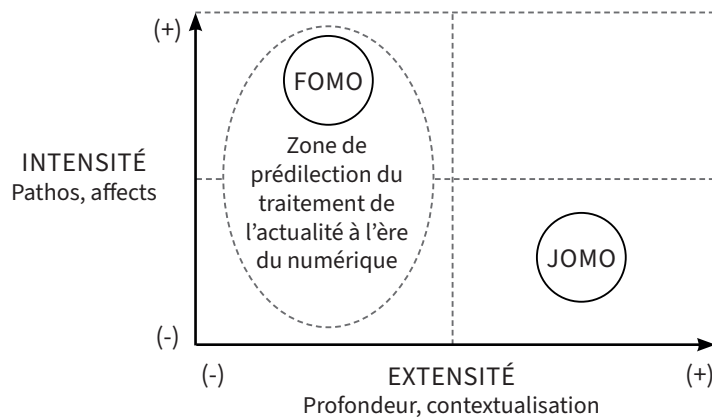 (+)
FOMO
Zone de
prédilection du
traitement de
l’actualité à l’ère
du numérique
INTENSITÉ
Pathos, affects
JOMO
(-)
(-)
EXTENSITÉ
(+)
Profondeur, contextualisation